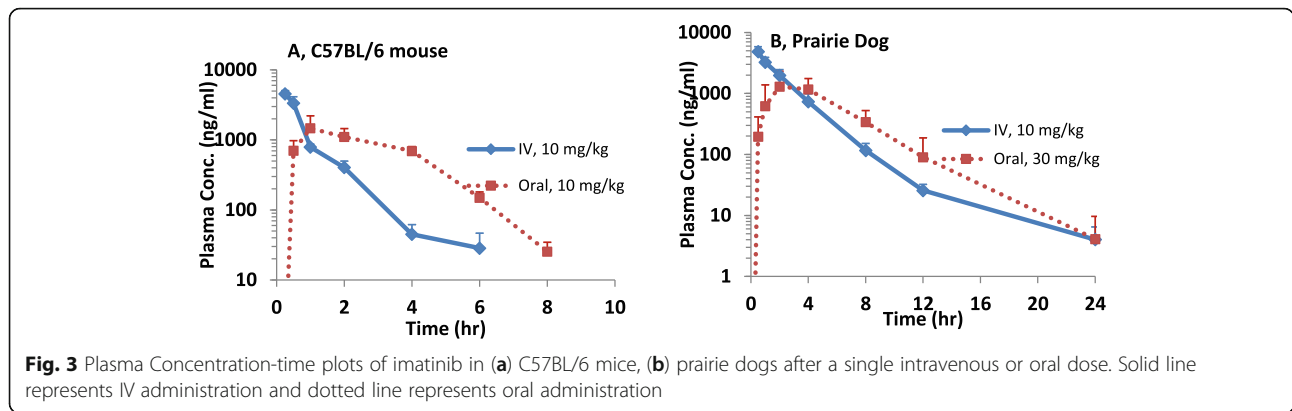 A, C57BL/6 mouse
Plasma Conc. (ng/ml)
10000
1000
100
10
0
2
4
6
8
10
Time (hr)
IV, 10 mg/kg
Oral, 10 mg/kg
B, Prairie Dog
Plasma Conc. (ng/ml)
10000
1000
100
10
1
0
4
8
12
16
20
24
Time (hr)
IV, 10 mg/kg
Oral, 30 mg/kg
Fig. 3 Plasma Concentration-time plots of imatinib in (a) C57BL/6 mice, (b) prairie dogs after a single intravenous or oral dose. Solid line
represents IV administration and dotted line represents oral administration